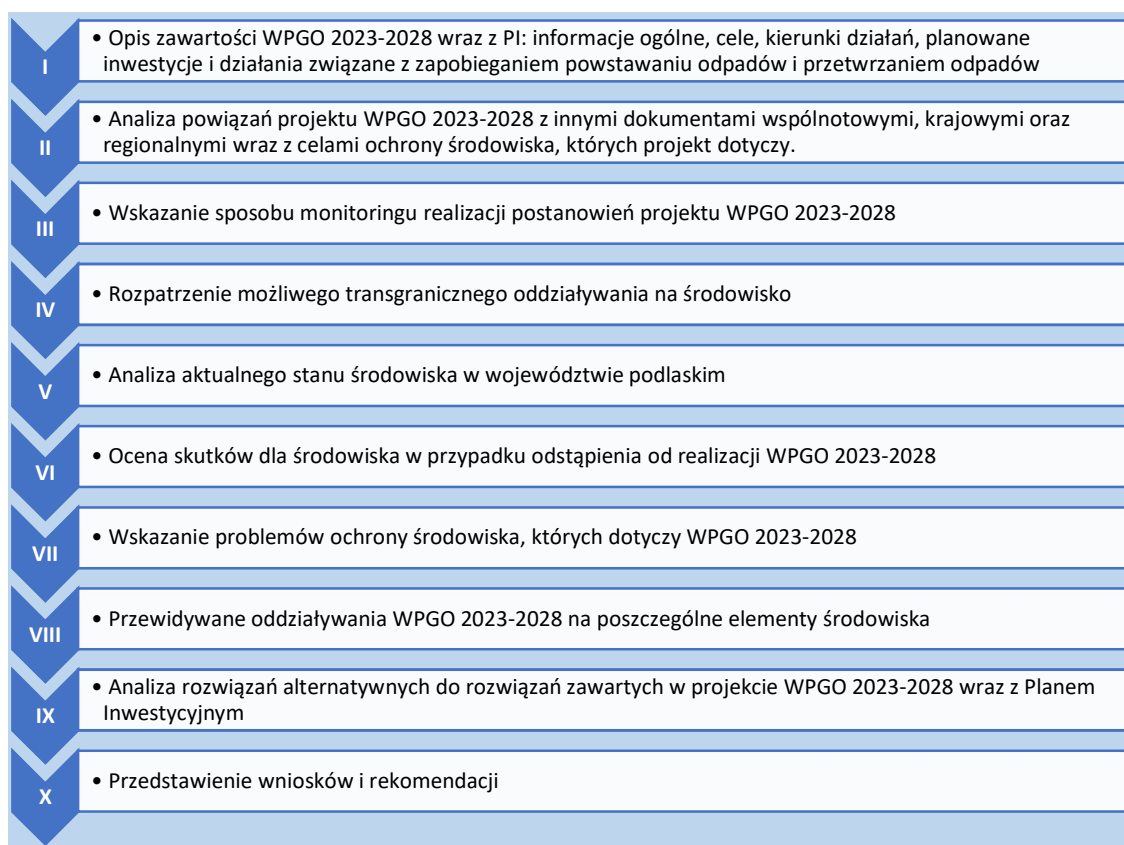 I
• Opis zawartości WPGO 2023-2028 wraz z PI: informacje ogólne, cele, kierunki działań, planowane
inwestycje i działania związane z zapobieganiem powstawaniu odpadów i przetwrzaniem odpadów
II
• Analiza powiązań projektu WPGO 2023-2028 z innymi dokumentami wspólnotowymi, krajowymi oraz
regionalnymi wraz z celami ochrony środowiska, których projekt dotyczy.
III
• Wskazanie sposobu monitoringu realizacji postanowień projektu WPGO 2023-2028
IV
• Rozpatrzenie możliwego transgranicznego oddziaływania na środowisko
V
• Analiza aktualnego stanu środowiska w województwie podlaskim
VI
• Ocena skutków dla środowiska w przypadku odstąpienia od realizacji WPGO 2023-2028
VII
• Wskazanie problemów ochrony środowiska, których dotyczy WPGO 2023-2028
VIII
• Przewidywane oddziaływania WPGO 2023-2028 na poszczególne elementy środowiska
IX
• Analiza rozwiązań alternatywnych do rozwiązań zawartych w projekcie WPGO 2023-2028 wraz z Planem
Inwestycyjnym
X
• Przedstawienie wniosków i rekomendacji